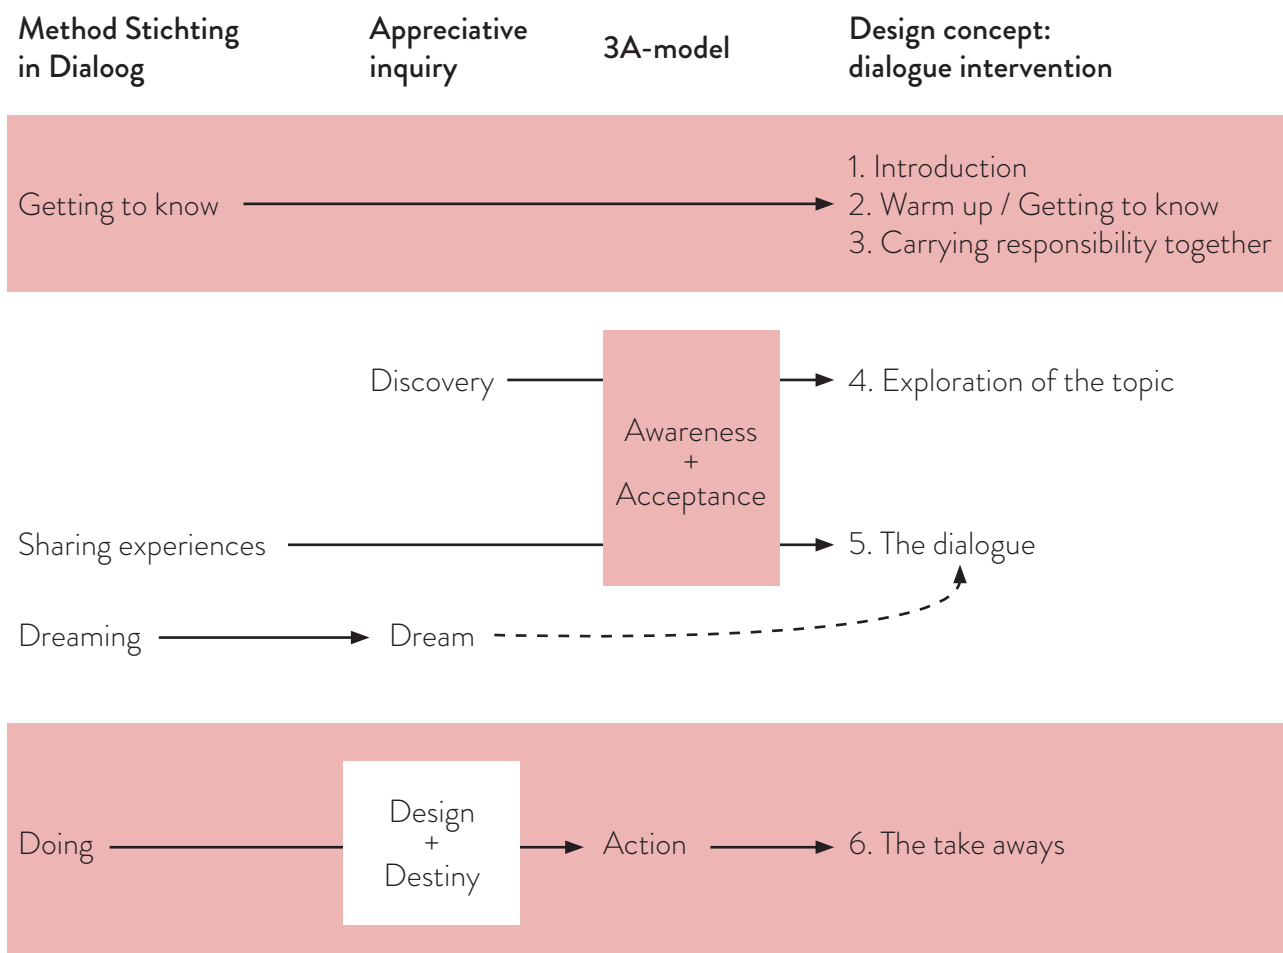 Method Stichting
in Dialoog
Appreciative
inquiry
3A-model
Design concept:
dialogue intervention
Getting to know
1. Introduction
2. Warm up / Getting to know
3. Carrying responsibility together
Discovery
Awareness
+
Acceptance
4. Exploration of the topic
Sharing experiences
5. The dialogue
Dreaming
Dream
Doing
Design
+
Destiny
Action
6. The take aways